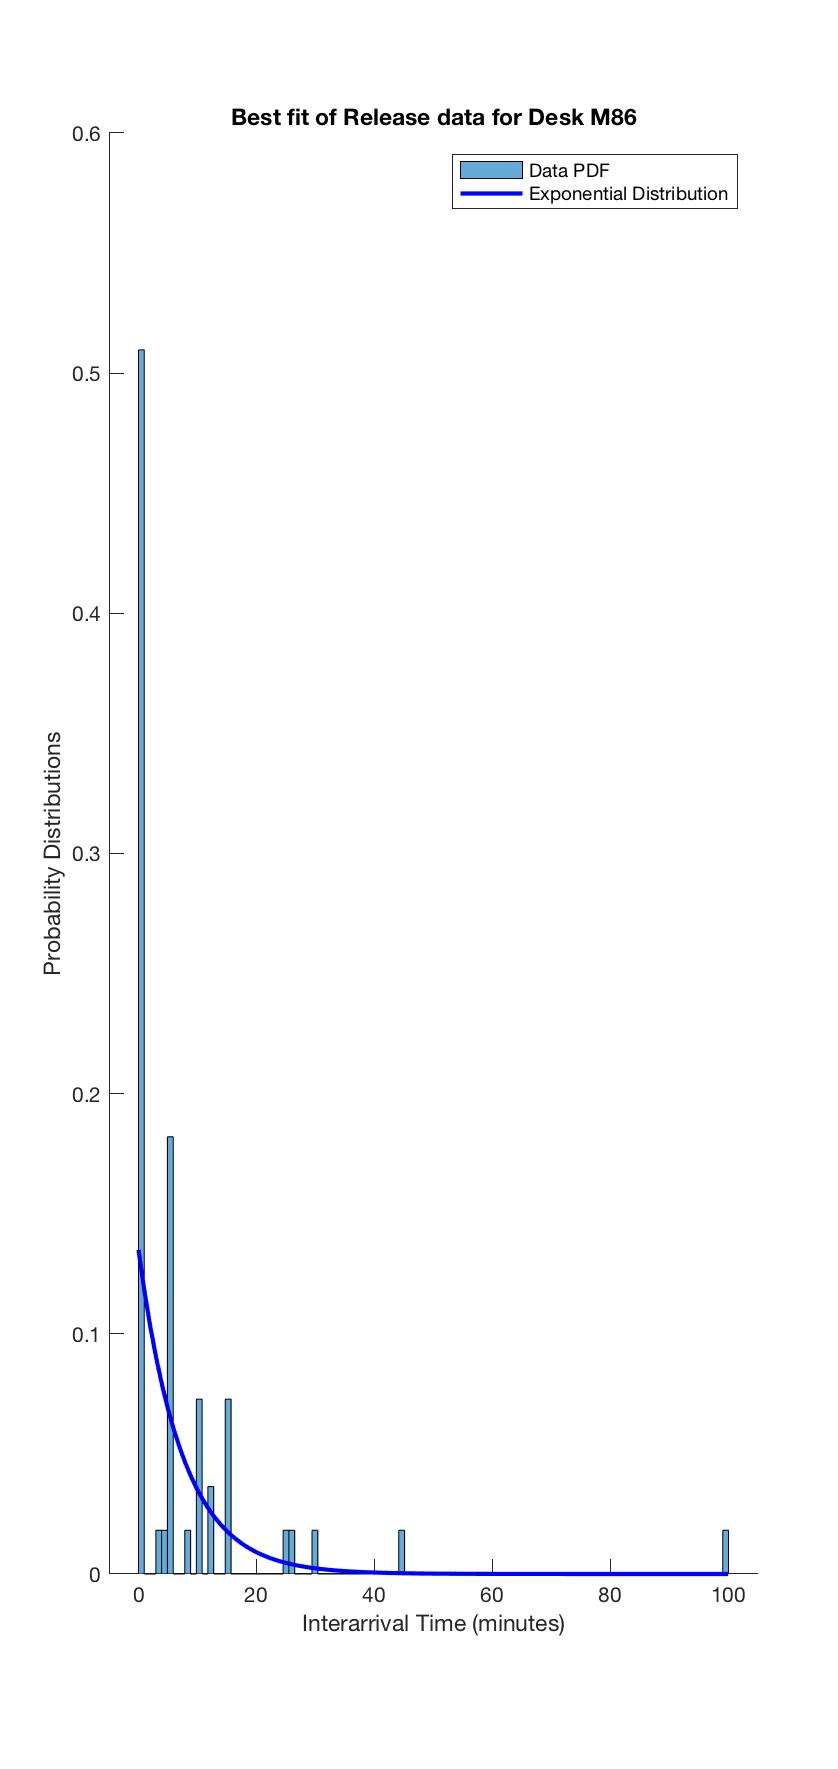 Best fit of Release data for Desk M86
0.6
Data PDF
Exponential Distribution
0.5
0.4
0.3
Probability Distributions
0.2
0.1
0
0 20 40 60 80 100
Interarrival Time (minutes)